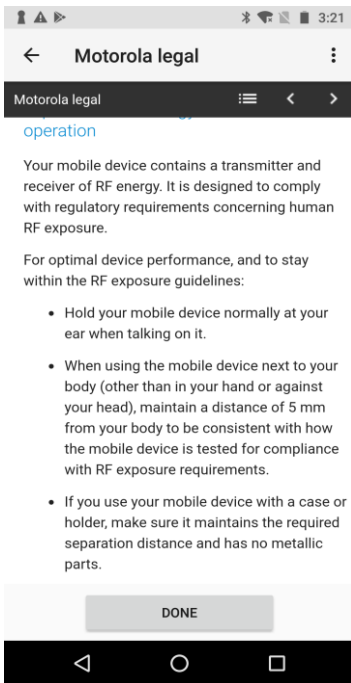 3:21
Motorola legal
Motorola legal
operation
Your mobile device contains a transmitter and
receiver of RF energy. It is designed to comply
with regulatory requirements concerning human
RF exposure.
For optimal device performance, and to stay
within the RF exposure guidelines:
• Hold your mobile device normally at your
ear when talking on it.
• When using the mobile device next to your
body (other than in your hand or against
your head), maintain a distance of 5 mm
from your body to be consistent with how
the mobile device is tested for compliance
with RF exposure requirements.
• If you use your mobile device with a case or
holder, make sure it maintains the required
separation distance and has no metallic
parts.
DONE